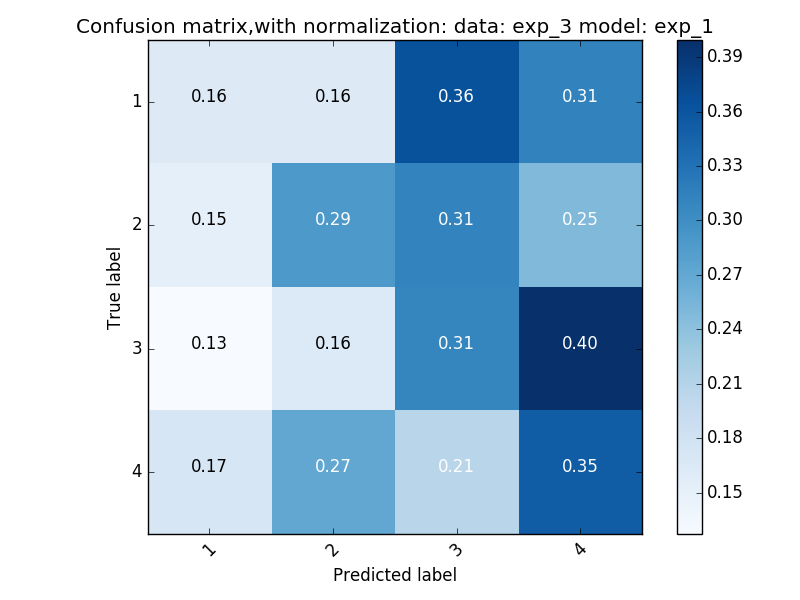 Confusion matrix,with normalization: data: exp_3 model: exp_1
True label
1 0.16 0.16 0.36 0.31
2 0.15 0.29 0.31 0.25
3 0.13 0.16 0.31 0.40
4 0.17 0.27 0.21 0.35
1 2 3 4
Predicted label
0.39
0.36
0.33
0.30
0.27
0.24
0.21
0.18
0.15